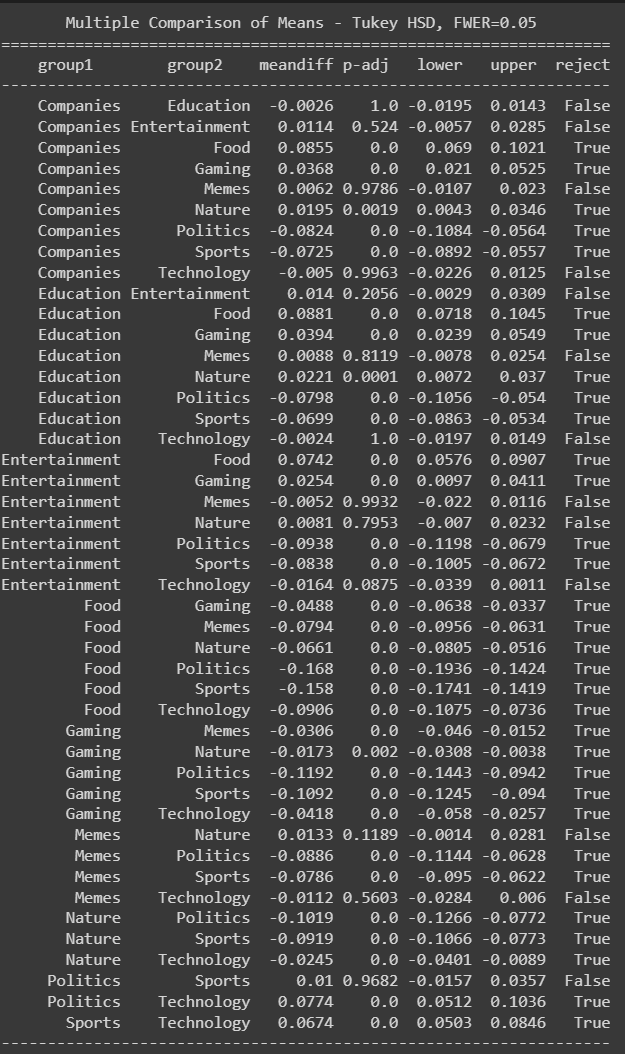 Multiple Comparison of Means - Tukey HSD, FWER=0.05
====================================================================
group1 group2 meandiff p-adj lower upper reject
--------------------------------------------------------------------
Companies Education -0.0026 1.0 -0.0195 0.0143 False
Companies Entertainment 0.0114 0.524 -0.0057 0.0285 False
Companies Food 0.0855 0.0 0.069 0.1021 True
Companies Gaming 0.0368 0.0 0.021 0.0525 True
Companies Memes 0.0062 0.9786 -0.0107 0.023 False
Companies Nature 0.0195 0.0019 0.0043 0.0346 True
Companies Politics -0.0824 0.0 -0.1084 -0.0564 True
Companies Sports -0.0725 0.0 -0.0892 -0.0557 True
Companies Technology -0.005 0.9963 -0.0226 0.0125 False
Education Entertainment 0.014 0.2056 -0.0029 0.0309 False
Education Food 0.0881 0.0 0.0718 0.1045 True
Education Gaming 0.0394 0.0 0.0239 0.0549 True
Education Memes 0.0088 0.8119 -0.0078 0.0254 False
Education Nature 0.0221 0.0001 0.0072 0.037 True
Education Politics -0.0798 0.0 -0.1056 -0.054 True
Education Sports -0.0699 0.0 -0.0863 -0.0534 True
Education Technology -0.0024 1.0 -0.0197 0.0149 False
Entertainment Food 0.0742 0.0 0.0576 0.0907 True
Entertainment Gaming 0.0254 0.0 0.0097 0.0411 True
Entertainment Memes -0.0052 0.9932 -0.022 0.0116 False
Entertainment Nature 0.0081 0.7953 -0.007 0.0232 False
Entertainment Politics -0.0938 0.0 -0.1198 -0.0679 True
Entertainment Sports -0.0838 0.0 -0.1005 -0.0672 True
Entertainment Technology -0.0164 0.0875 -0.0339 0.0011 False
Food Gaming -0.0488 0.0 -0.0638 -0.0337 True
Food Memes -0.0794 0.0 -0.0956 -0.0631 True
Food Nature -0.0661 0.0 -0.0805 -0.0516 True
Food Politics -0.168 0.0 -0.1936 -0.1424 True
Food Sports -0.158 0.0 -0.1741 -0.1419 True
Food Technology -0.0906 0.0 -0.1075 -0.0736 True
Gaming Memes -0.0306 0.0 -0.046 -0.0152 True
Gaming Nature -0.0173 0.002 -0.0308 -0.0038 True
Gaming Politics -0.1192 0.0 -0.1443 -0.0942 True
Gaming Sports -0.1092 0.0 -0.1245 -0.094 True
Gaming Technology -0.0418 0.0 -0.058 -0.0257 True
Memes Nature 0.0133 0.1189 -0.0014 0.0281 False
Memes Politics -0.0886 0.0 -0.1144 -0.0628 True
Memes Sports -0.0786 0.0 -0.095 -0.0622 True
Memes Technology -0.0112 0.5603 -0.0284 0.006 False
Nature Politics -0.1019 0.0 -0.1266 -0.0772 True
Nature Sports -0.0919 0.0 -0.1066 -0.0773 True
Nature Technology -0.0245 0.0 -0.0401 -0.0089 True
Politics Sports 0.01 0.9682 -0.0157 0.0357 False
Politics Technology 0.0774 0.0 0.0512 0.1036 True
Sports Technology 0.0674 0.0 0.0503 0.0846 True
--------------------------------------------------------------------